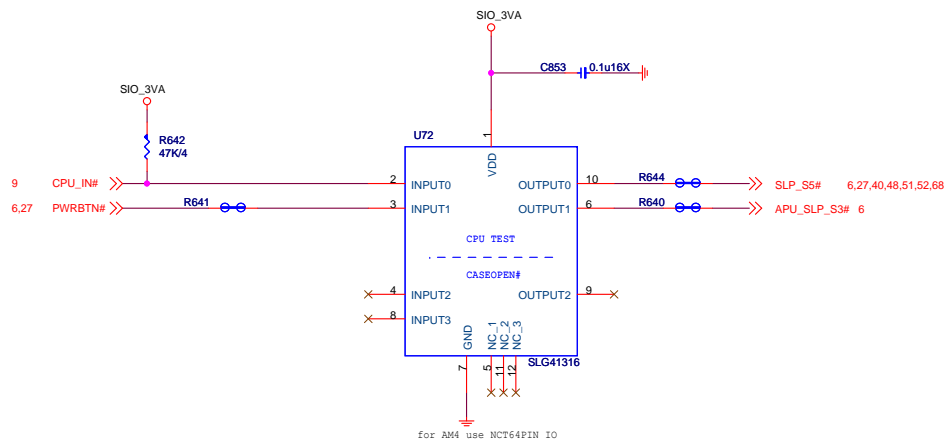 SIO_3VA
C853 0.1u16X
SIO_3VA
R642
47K/4
U72
1
VDD
9 CPU_IN# 2 INPUT0 OUTPUT0 10 R644 SLP_S5# 6,27,40,48,51,52,68
6,27 PWRBTN# R641 3 INPUT1 OUTPUT1 6 R640 APU_SLP_S3# 6
CPU TEST
CASEOPEN#
4 INPUT2 OUTPUT2 9
8 INPUT3
GND NC_1 NC_2 NC_3
SLG41316
7 5 11 12
for AM4 use NCT64PIN IO